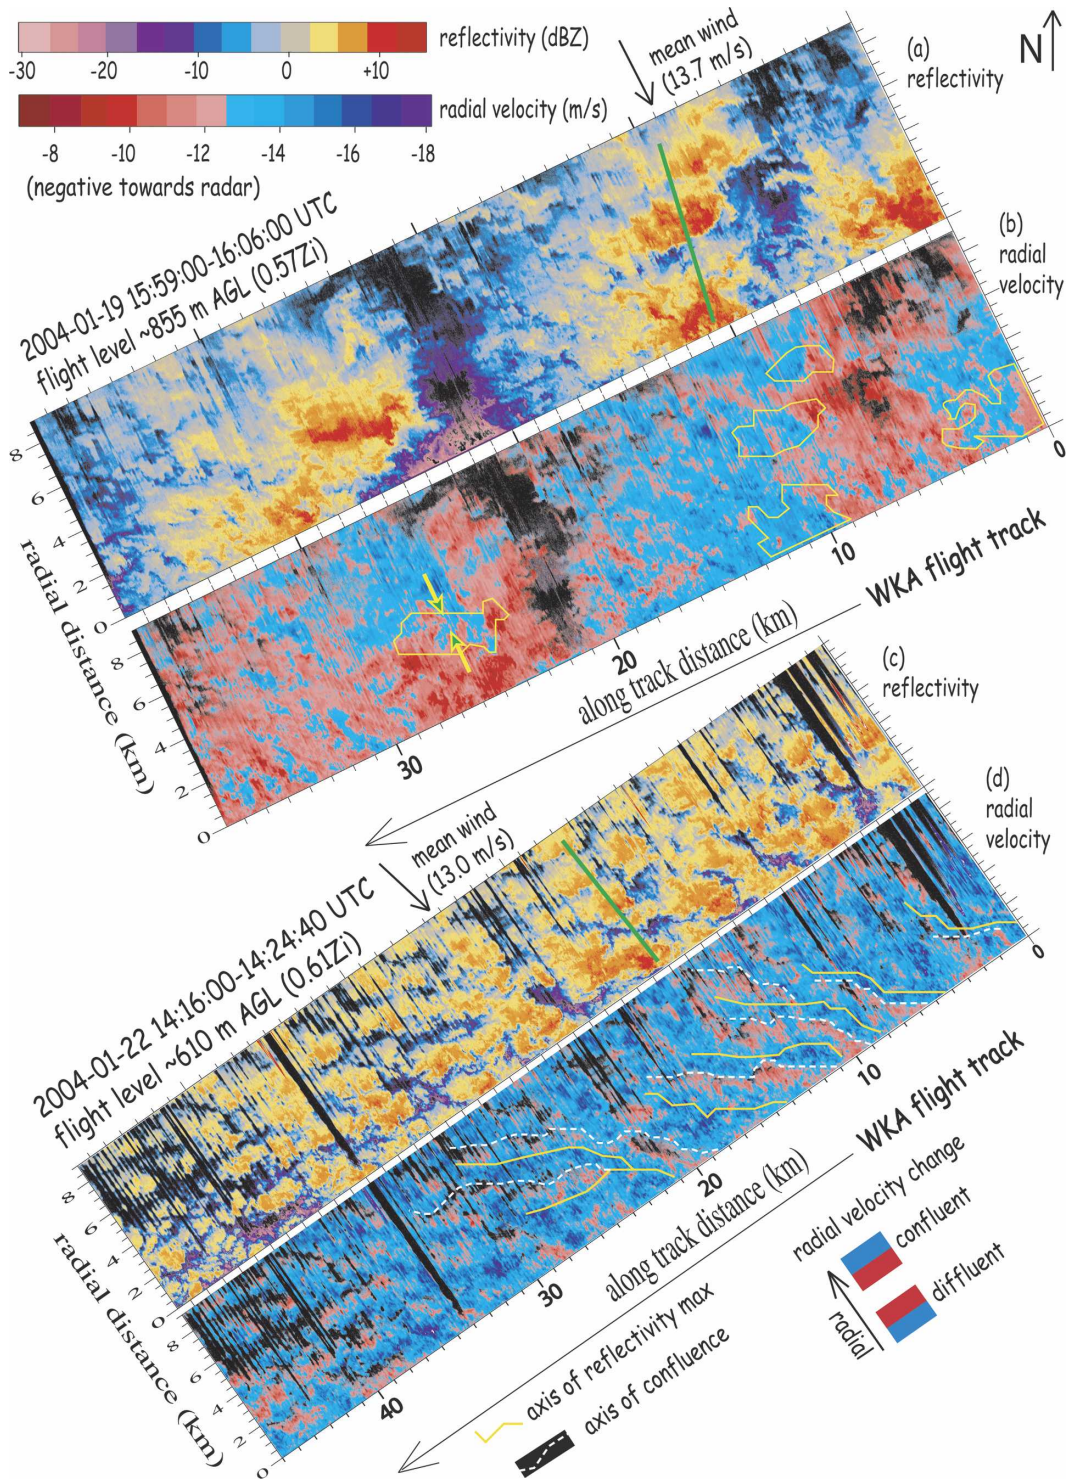 reflectivity (dBZ)
-30 -20 -10 0 +10
radial velocity (m/s)
-8 -10 -12 -14 -16 -18
(negative towards radar)
mean wind
(13.7 m/s)
N
(a)
reflectivity
2004-01-19 15:59:00-16:06:00 UTC
flight level ~855 m AGL (0.57Zi)
(b)
radial
velocity
8
6
4
2
0
radial distance (km)
8
6
4
2
0
0
10
20
30
WKA flight track
along track distance (km)
(c)
reflectivity
mean wind
(13.0 m/s)
2004-01-22 14:16:00-14:24:40 UTC
flight level ~610 m AGL (0.61Zi)
(d)
radial
velocity
8
6
4
2
0
radial distance (km)
8
6
4
2
0
0
10
20
30
40
WKA flight track
along track distance (km)
radial velocity change
confluent
diffluent
radial
axis of reflectivity max
axis of confluence